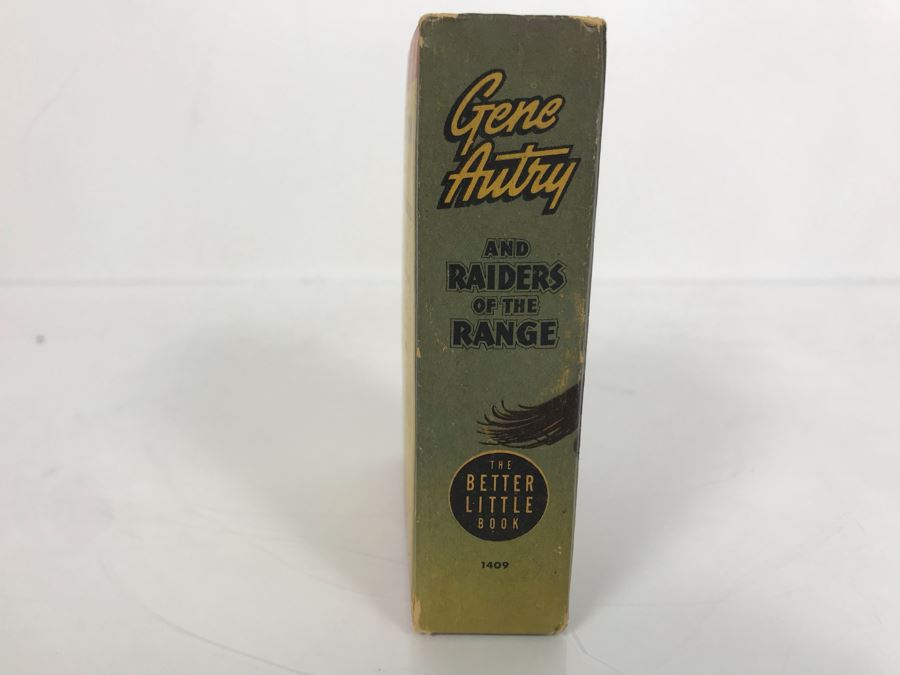 Gene
Autry
AND
RAIDERS
OF THE
RANGE
THE
BETTER
LITTLE
BOOK
1409